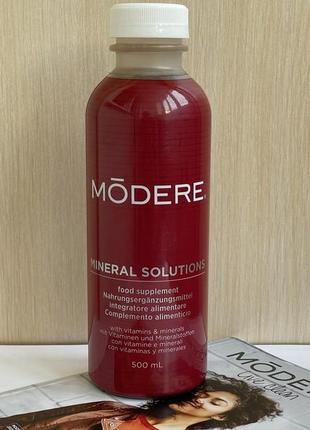 MŌDERE.
MINERAL SOLUTIONS
food supplement
Nahrungsergänzungsmittel
integratore alimentare
Complemento alimenticio
with vitamins & minerals
mit Vitaminen und Mineralstoffen
con vitamine e minerali
con vitaminas y minerales
500 mL
MŌDERE